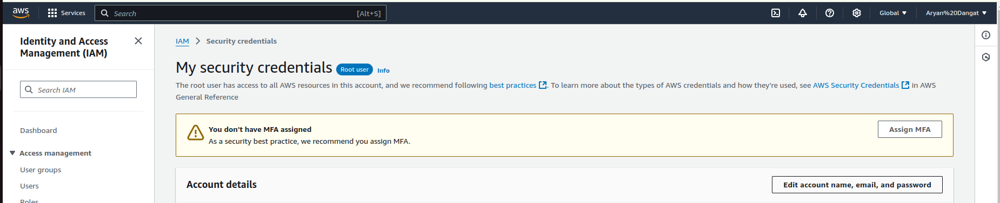 aws Services Search [Alt+S] Global Aryan%20Dangat
Identity and Access
Management (IAM)
Search IAM
Dashboard
Access management
User groups
Users
Roles
IAM Security credentials
My security credentials Root user Info
The root user has access to all AWS resources in this account, and we recommend following best practices . To learn more about the types of AWS credentials and how they're used, see AWS Security Credentials in AWS
General Reference
You don't have MFA assigned
As a security best practice, we recommend you assign MFA.
Assign MFA
Account details
Edit account name, email, and password